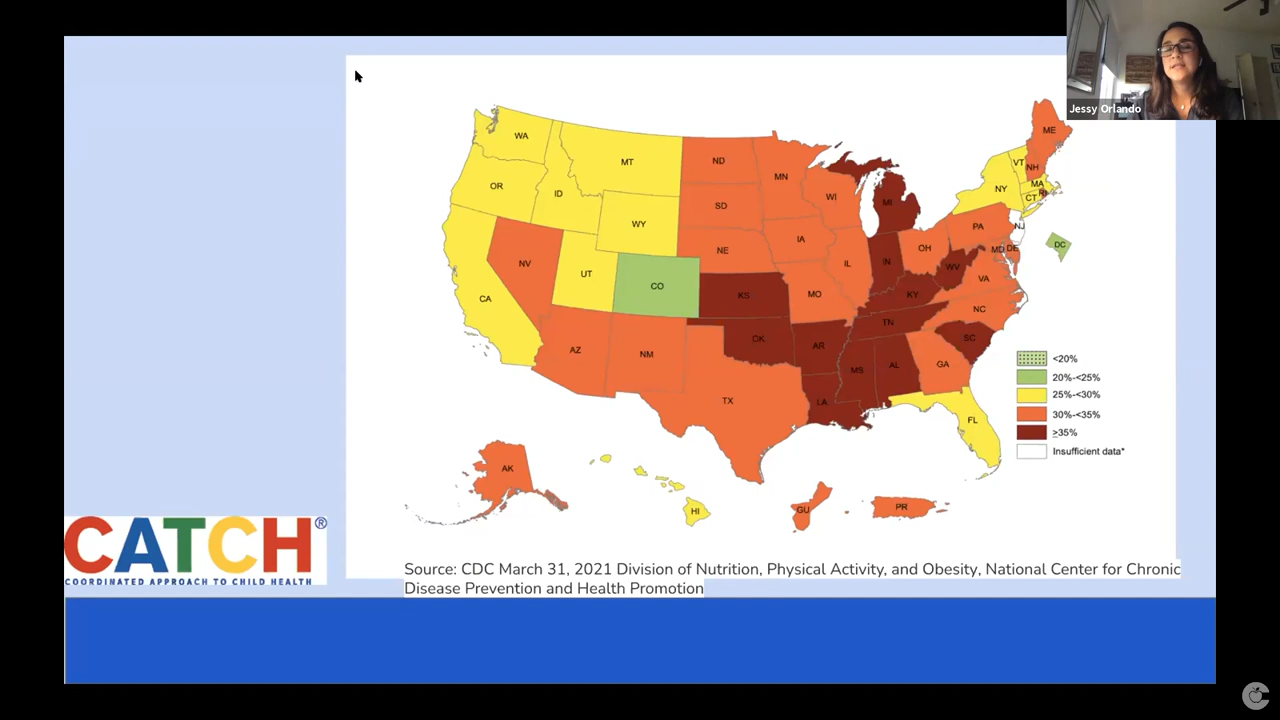 Jessy Orlando
WA
OR
CA
ID
NV
MT
WY
UT
CO
AZ
NM
ND
SD
NE
KS
OK
TX
MN
IA
MO
AR
LA
WI
IL
MI
IN
OH
KY
TN
MS
AL
GA
FL
SC
NC
VA
WV
PA
NY
VT
NH
ME
MA
RI
CT
NJ
DE
MD
DC
AK
HI
GU
PR
<20%
20%-<25%
25%-<30%
30%-<35%
≥35%
Insufficient data*
CATCH®
COORDINATED APPROACH TO CHILD HEALTH
Source: CDC March 31, 2021 Division of Nutrition, Physical Activity, and Obesity, National Center for Chronic
Disease Prevention and Health Promotion